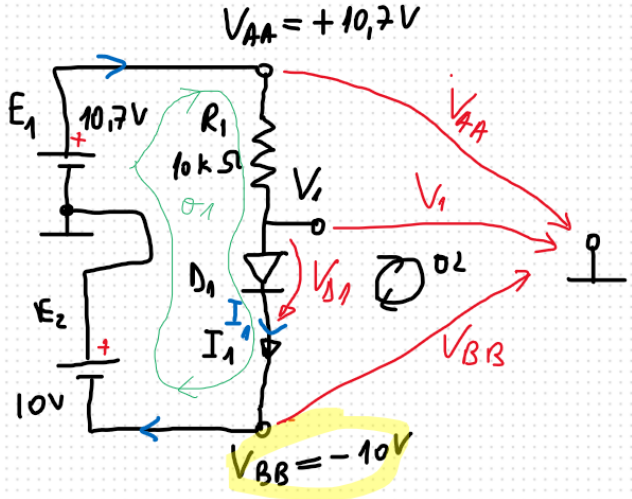 V_AA = +10,7V
E1
10,7V
+
R1
10kΩ
V_AA
V1
V1
O1
D1
V_D1
O2
I1
I1
E2
+
V_BB
10V
V_BB = -10V